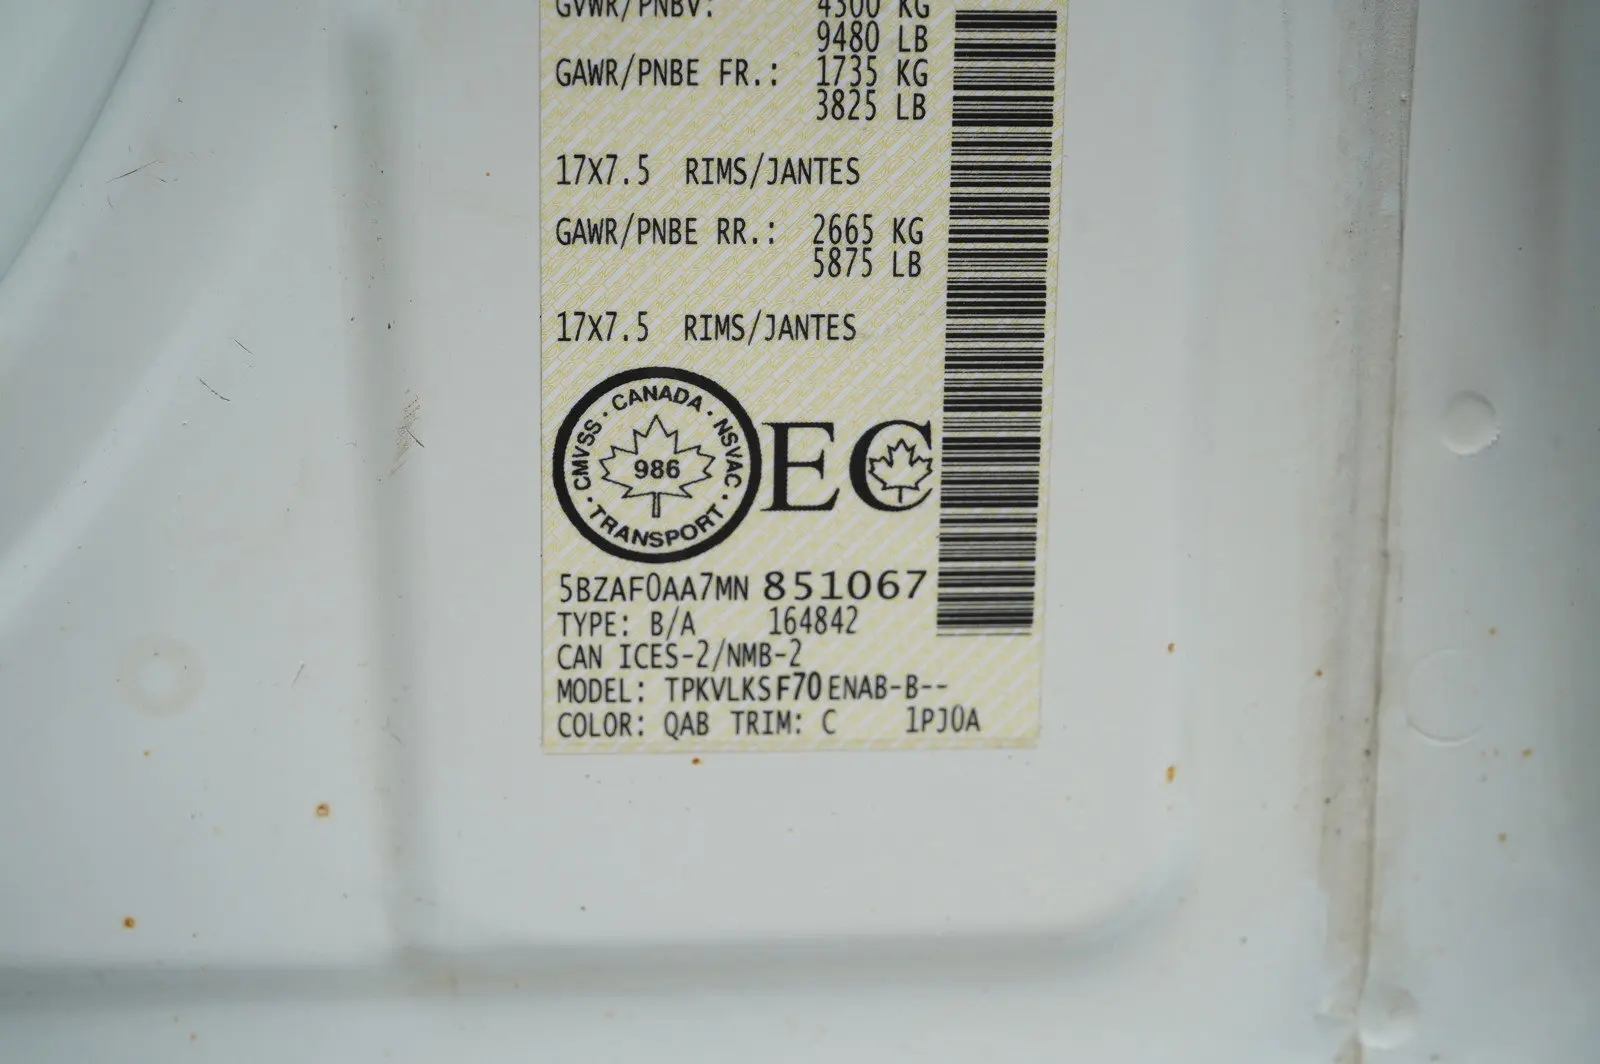 GVWR/PNBV: 4300 KG
9480 LB
GAWR/PNBE FR.: 1735 KG
3825 LB
17X7.5 RIMS/JANTES
GAWR/PNBE RR.: 2665 KG
5875 LB
17X7.5 RIMS/JANTES
CANADA · NSVAC · TRANSPORT · CMVSS ·
986
EC
5BZAF0AA7MN 851067
TYPE: B/A 164842
CAN ICES-2/NMB-2
MODEL: TPKVLKSF70ENAB-B--
COLOR: QAB TRIM: C 1PJ0A